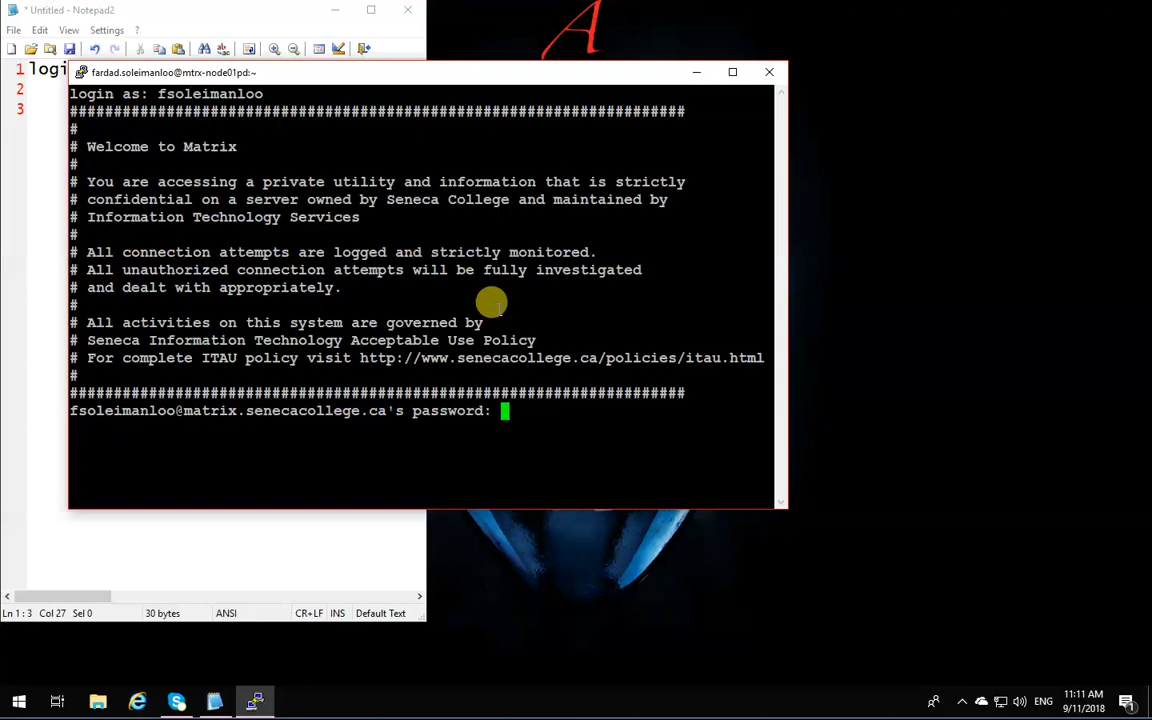 * Untitled - Notepad2
File Edit View Settings ?
1 logi
2
3
fardad.soleimanloo@mtrx-node01pd:~
login as: fsoleimanloo
######################################################################
#
# Welcome to Matrix
#
# You are accessing a private utility and information that is strictly
# confidential on a server owned by Seneca College and maintained by
# Information Technology Services
#
# All connection attempts are logged and strictly monitored.
# All unauthorized connection attempts will be fully investigated
# and dealt with appropriately.
#
# All activities on this system are governed by
# Seneca Information Technology Acceptable Use Policy
# For complete ITAU policy visit http://www.senecacollege.ca/policies/itau.html
#
######################################################################
fsoleimanloo@matrix.senecacollege.ca's password:
A
Ln 1 : 3 Col 27 Sel 0 30 bytes ANSI CR+LF INS Default Text
ENG
11:11 AM
9/11/2018
1